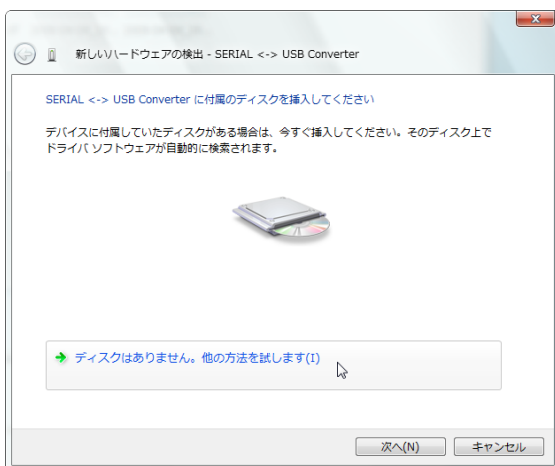 新しいハードウェアの検出 - SERIAL <-> USB Converter
SERIAL <-> USB Converter に付属のディスクを挿入してください
デバイスに付属していたディスクがある場合は、今すぐ挿入してください。そのディスク上で
ドライバ ソフトウェアが自動的に検索されます。
ディスクはありません。他の方法を試します(I)
次へ(N)
キャンセル